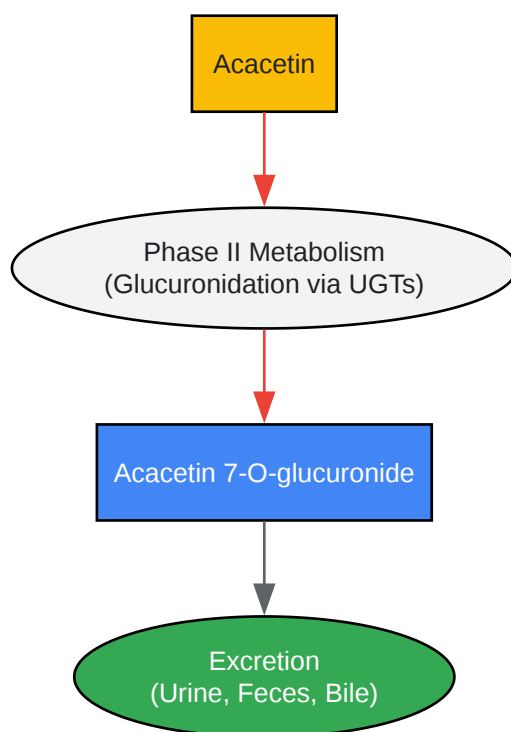 Acacetin
Phase II Metabolism
(Glucuronidation via UGTs)
Acacetin 7-O-glucuronide
Excretion
(Urine, Feces, Bile)